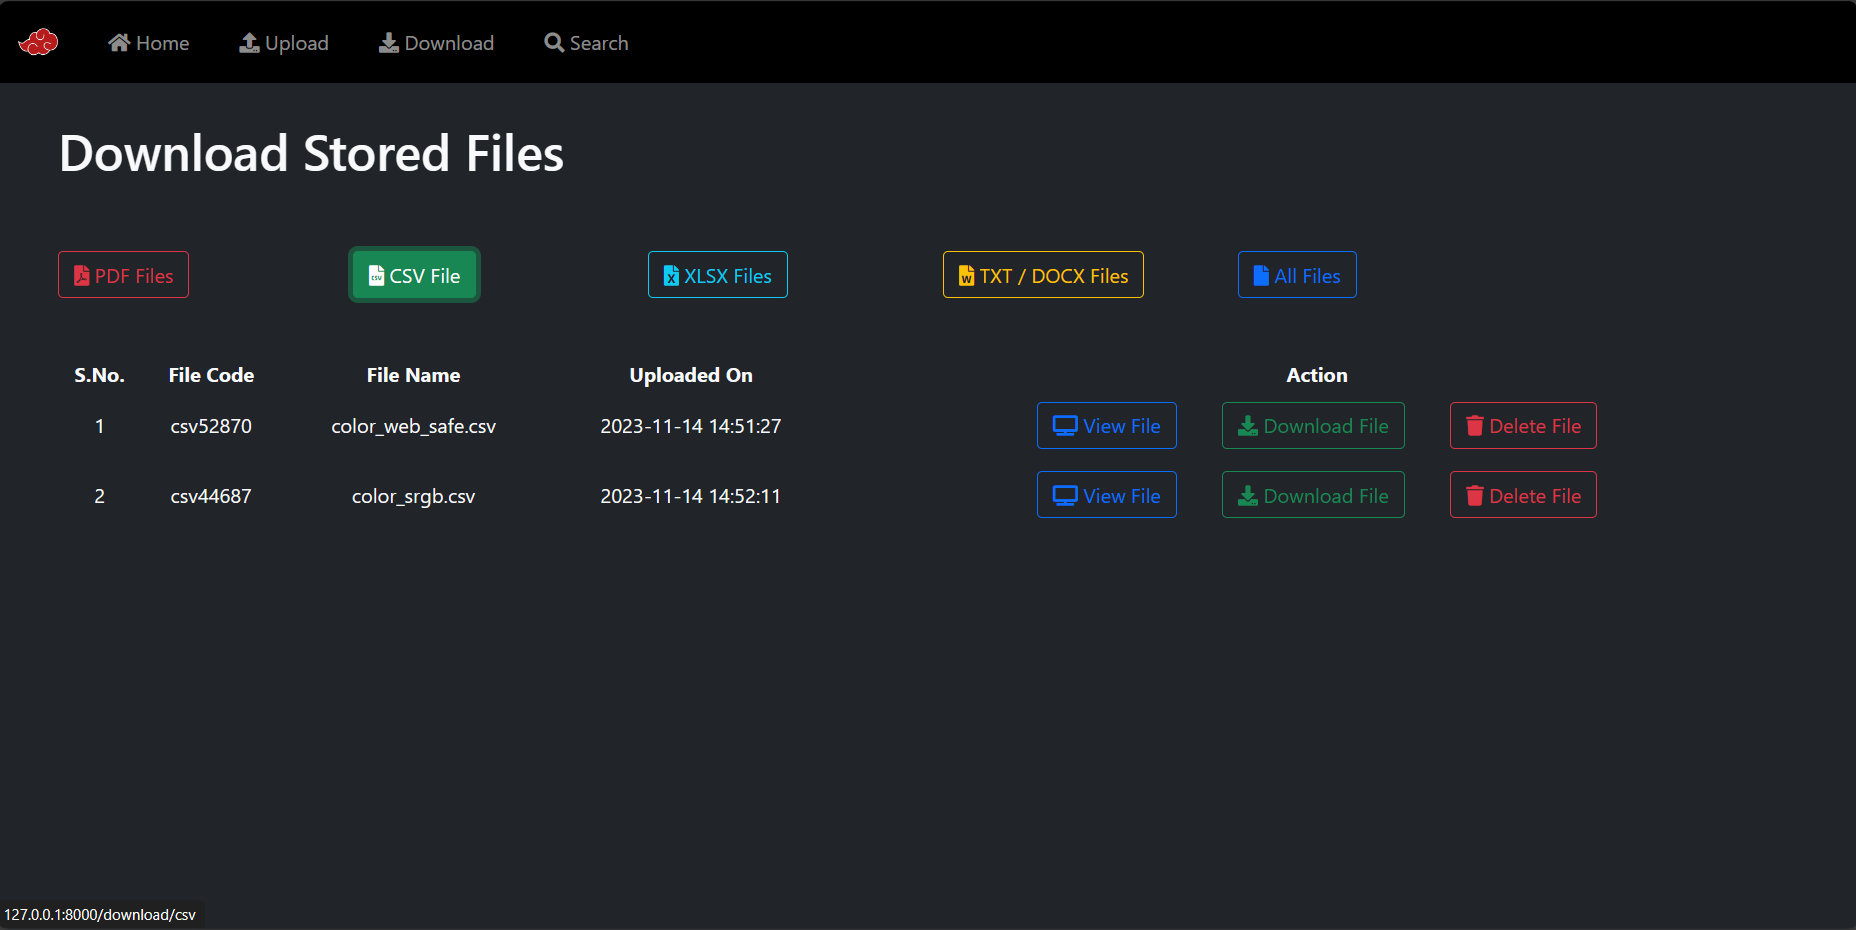 Home Upload Download Search
Download Stored Files
PDF Files CSV File XLSX Files TXT / DOCX Files All Files
S.No. File Code File Name Uploaded On Action
1 csv52870 color_web_safe.csv 2023-11-14 14:51:27 View File Download File Delete File
2 csv44687 color_srgb.csv 2023-11-14 14:52:11 View File Download File Delete File
127.0.0.1:8000/download/csv